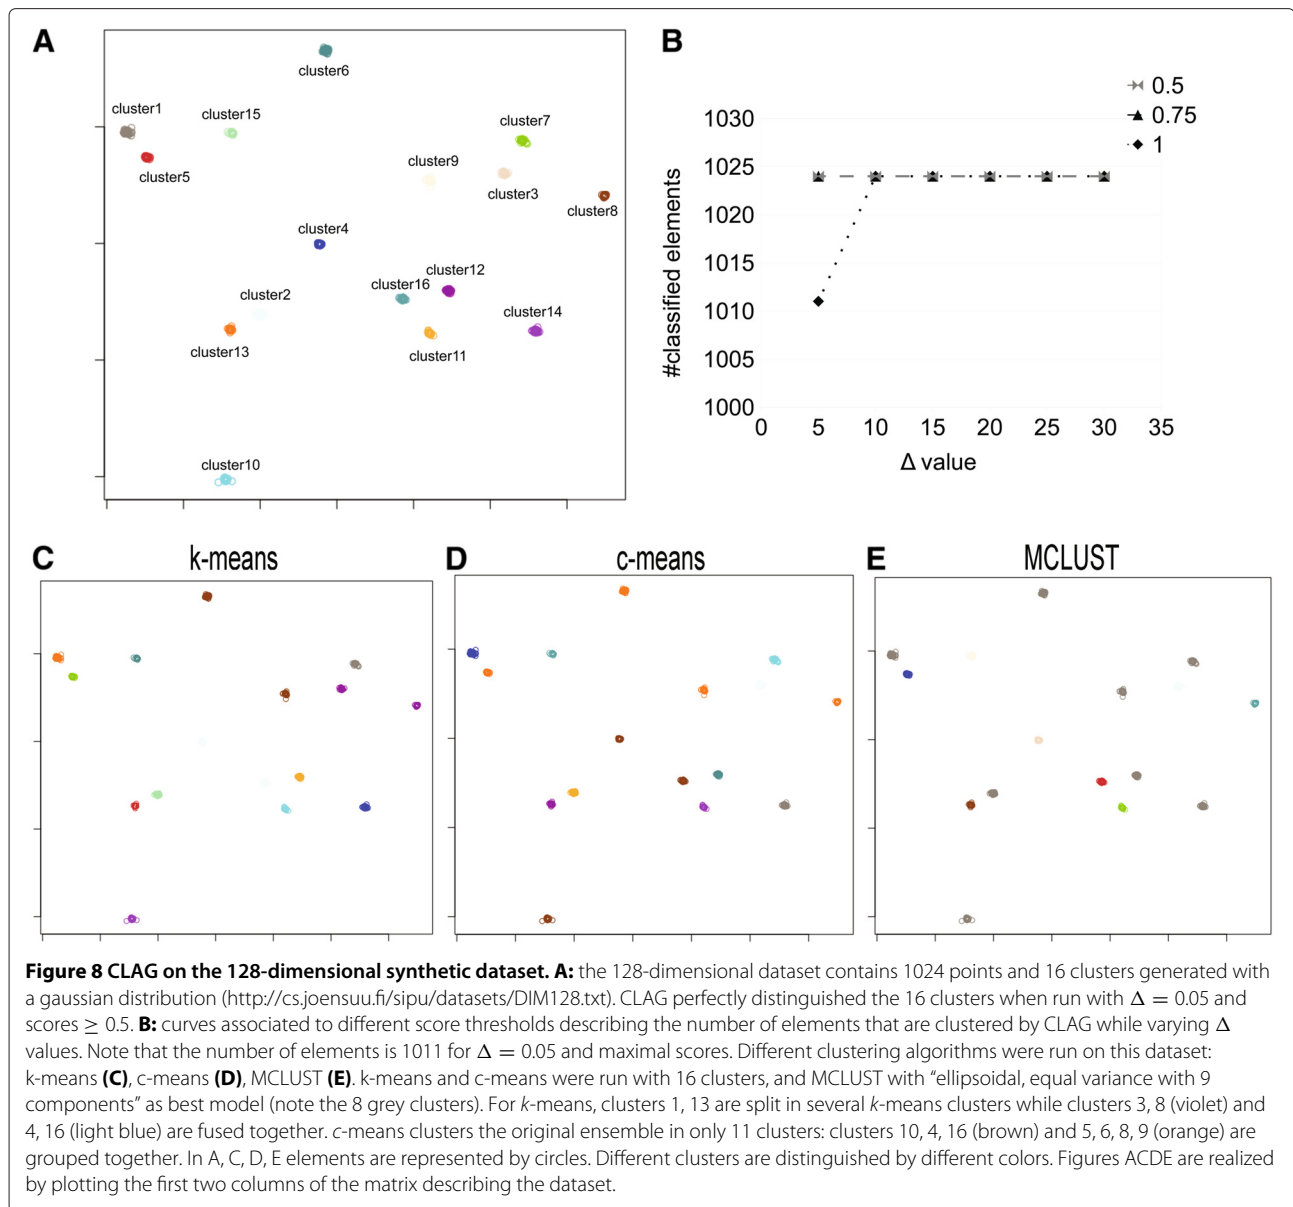 A
cluster6
cluster1
cluster15
cluster7
cluster9
cluster5
cluster3
cluster8
cluster4
cluster12
cluster16
cluster2
cluster14
cluster13
cluster11
cluster10
B
0.5
0.75
1
1030
1025
1020
1015
1010
1005
1000
#classified elements
0 5 10 15 20 25 30 35
Δ value
C k-means
D c-means
E MCLUST
Figure 8 CLAG on the 128-dimensional synthetic dataset. A: the 128-dimensional dataset contains 1024 points and 16 clusters generated with
a gaussian distribution (http://cs.joensuu.fi/sipu/datasets/DIM128.txt). CLAG perfectly distinguished the 16 clusters when run with Δ = 0.05 and
scores ≥ 0.5. B: curves associated to different score thresholds describing the number of elements that are clustered by CLAG while varying Δ
values. Note that the number of elements is 1011 for Δ = 0.05 and maximal scores. Different clustering algorithms were run on this dataset:
k-means (C), c-means (D), MCLUST (E). k-means and c-means were run with 16 clusters, and MCLUST with “ellipsoidal, equal variance with 9
components” as best model (note the 8 grey clusters). For k-means, clusters 1, 13 are split in several k-means clusters while clusters 3, 8 (violet) and
4, 16 (light blue) are fused together. c-means clusters the original ensemble in only 11 clusters: clusters 10, 4, 16 (brown) and 5, 6, 8, 9 (orange) are
grouped together. In A, C, D, E elements are represented by circles. Different clusters are distinguished by different colors. Figures ACDE are realized
by plotting the first two columns of the matrix describing the dataset.